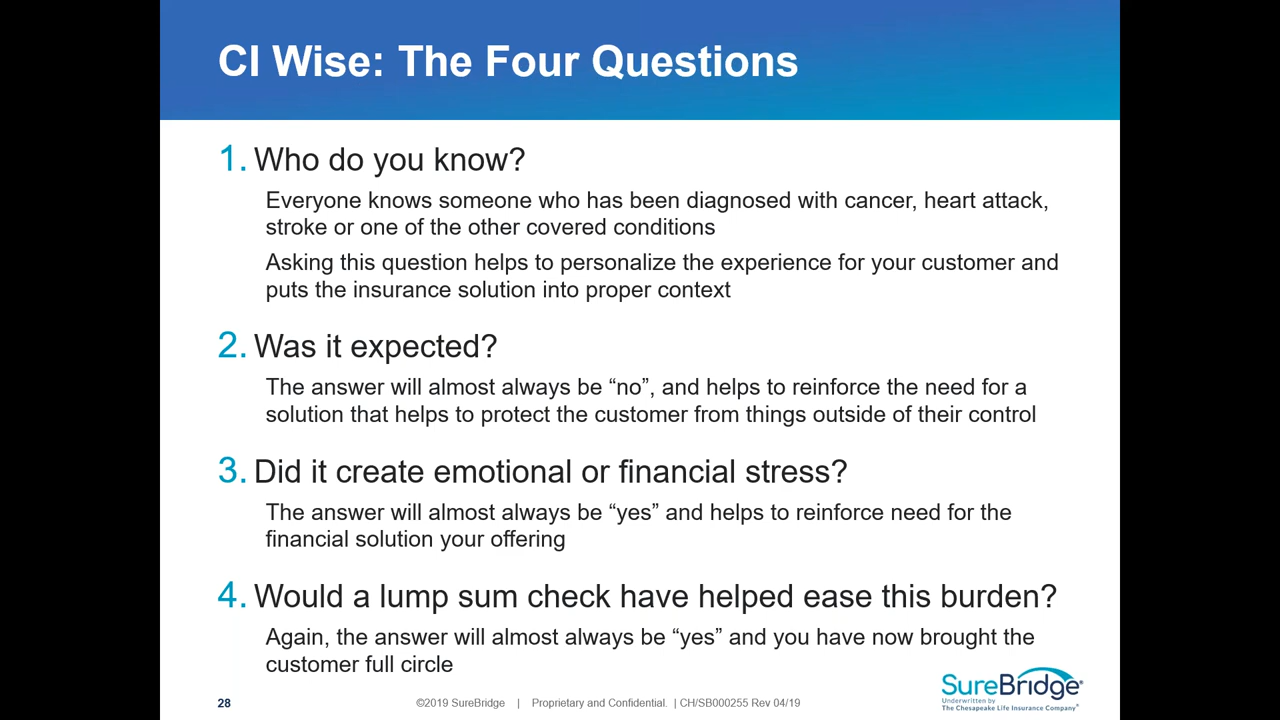 CI Wise: The Four Questions
1. Who do you know?
Everyone knows someone who has been diagnosed with cancer, heart attack,
stroke or one of the other covered conditions
Asking this question helps to personalize the experience for your customer and
puts the insurance solution into proper context
2. Was it expected?
The answer will almost always be “no”, and helps to reinforce the need for a
solution that helps to protect the customer from things outside of their control
3. Did it create emotional or financial stress?
The answer will almost always be “yes” and helps to reinforce need for the
financial solution your offering
4. Would a lump sum check have helped ease this burden?
Again, the answer will almost always be “yes” and you have now brought the
customer full circle
28
©2019 SureBridge | Proprietary and Confidential. | CH/SB000255 Rev 04/19
SureBridge®
Underwritten by
The Chesapeake Life Insurance Company®